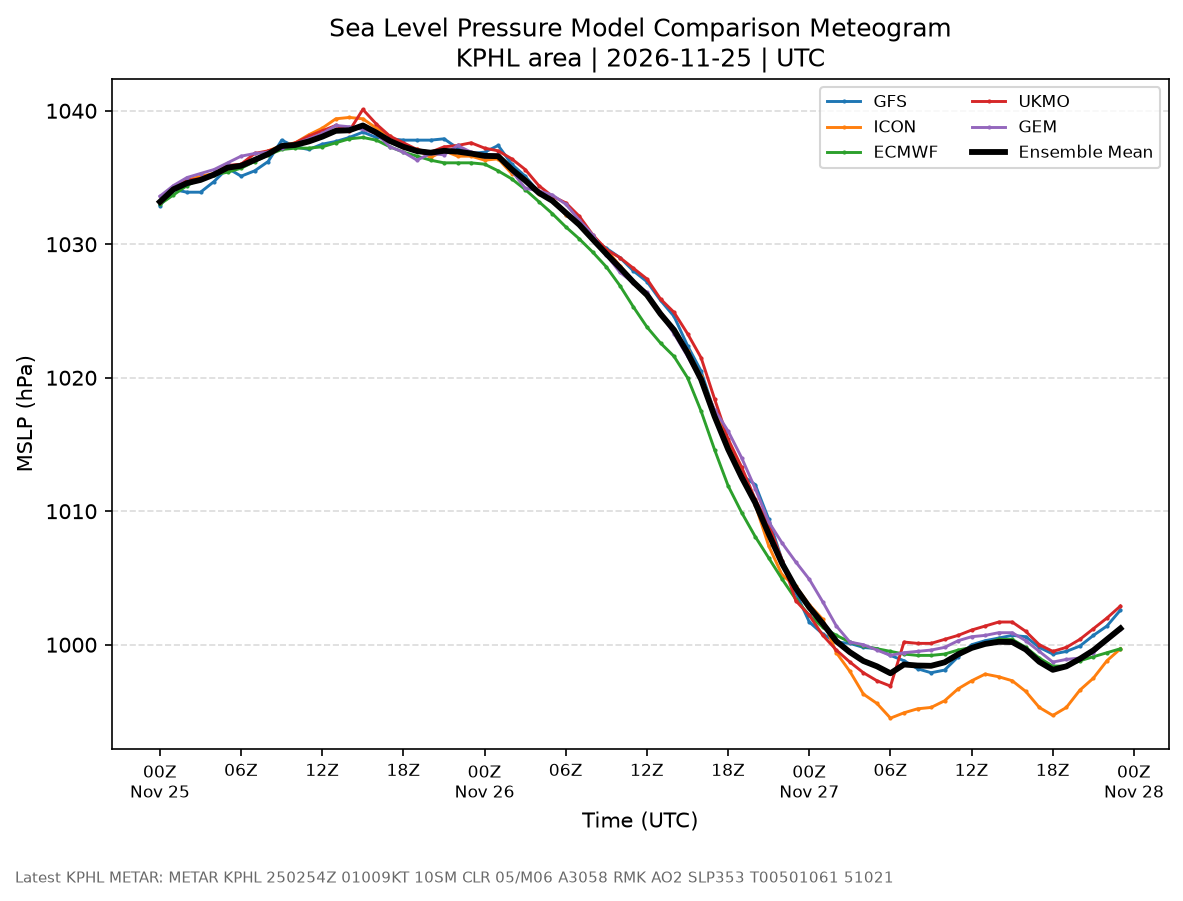 Sea Level Pressure Model Comparison Meteogram
KPHL area | 2026-11-25 | UTC
GFS
ICON
ECMWF
UKMO
GEM
Ensemble Mean
MSLP (hPa)
1040
1030
1020
1010
1000
00Z 06Z 12Z 18Z 00Z 06Z 12Z 18Z 00Z 06Z 12Z 18Z 00Z
Nov 25 Nov 26 Nov 27 Nov 28
Time (UTC)
Latest KPHL METAR: METAR KPHL 250254Z 01009KT 10SM CLR 05/M06 A3058 RMK AO2 SLP353 T00501061 51021